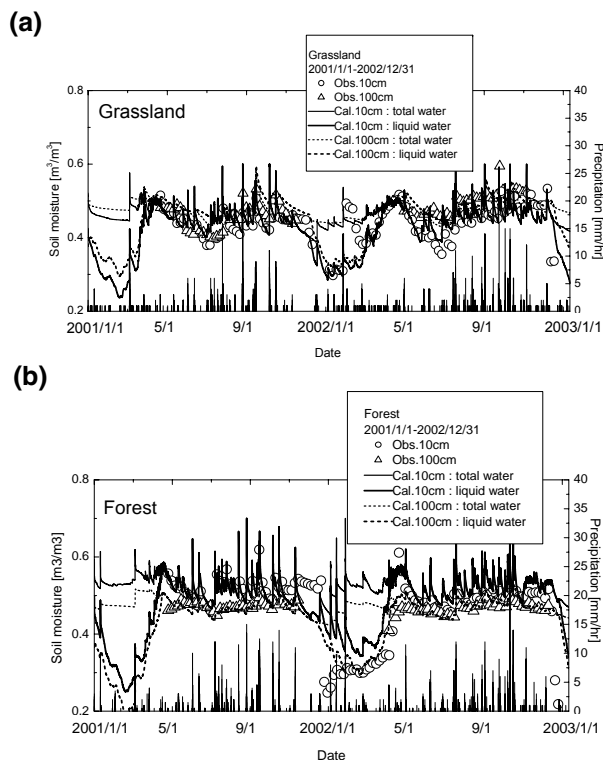 (a)
Grassland
2001/1/1-2002/12/31
Obs.10cm
Obs.100cm
Cal.10cm : total water
Cal.10cm : liquid water
Cal.100cm : total water
Cal.100cm : liquid water
Grassland
Soil moisture [m³/m³]
0.8
0.6
0.4
0.2
40
35
30
25
20
15
10
5
0
Precipitation [mm/hr]
2001/1/1 5/1 9/1 2002/1/1 5/1 9/1 2003/1/1
Date
(b)
Forest
2001/1/1-2002/12/31
Obs.10cm
Obs.100cm
Cal.10cm : total water
Cal.10cm : liquid water
Cal.100cm : total water
Cal.100cm : liquid water
Forest
Soil moisture [m3/m3]
0.8
0.6
0.4
0.2
40
35
30
25
20
15
10
5
0
Precipitation [mm/hr]
2001/1/1 5/1 9/1 2002/1/1 5/1 9/1 2003/1/1
Date